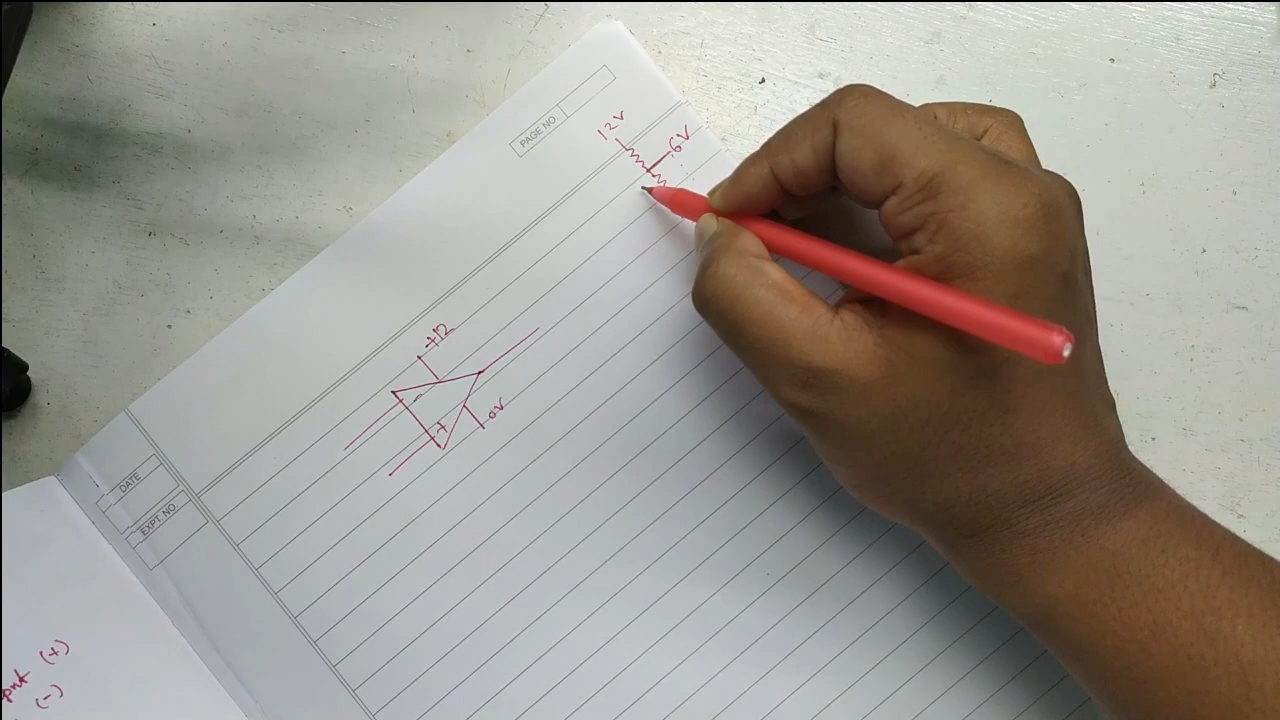 PAGE NO.
12V
6V
+12
-
+
0V
DATE
EXPT. NO
(+)
(-)